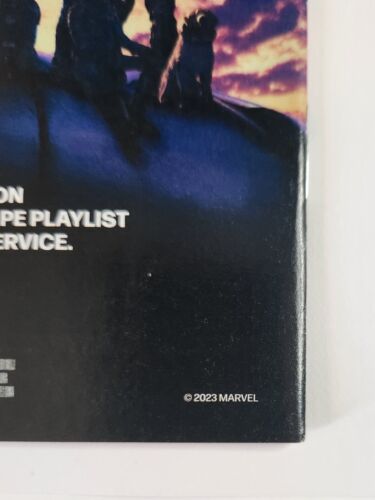 ON
PE PLAYLIST
ERVICE.
© 2023 MARVEL